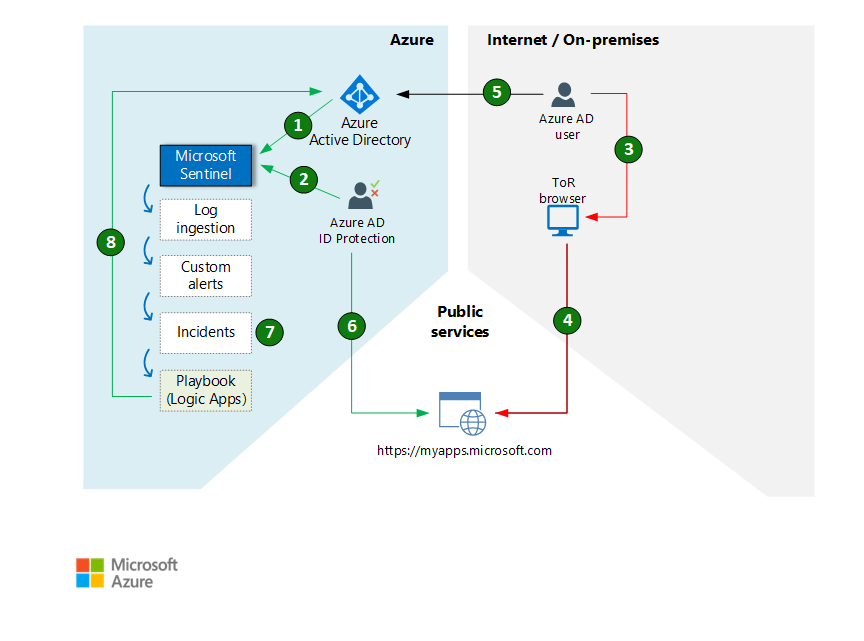 Azure
Internet / On-premises
5
Azure
Active Directory
Azure AD
user
1
3
Microsoft
Sentinel
2
ToR
browser
Log
ingestion
Azure AD
ID Protection
8
Custom
alerts
Public
services
6
4
Incidents
7
Playbook
(Logic Apps)
https://myapps.microsoft.com
Microsoft
Azure